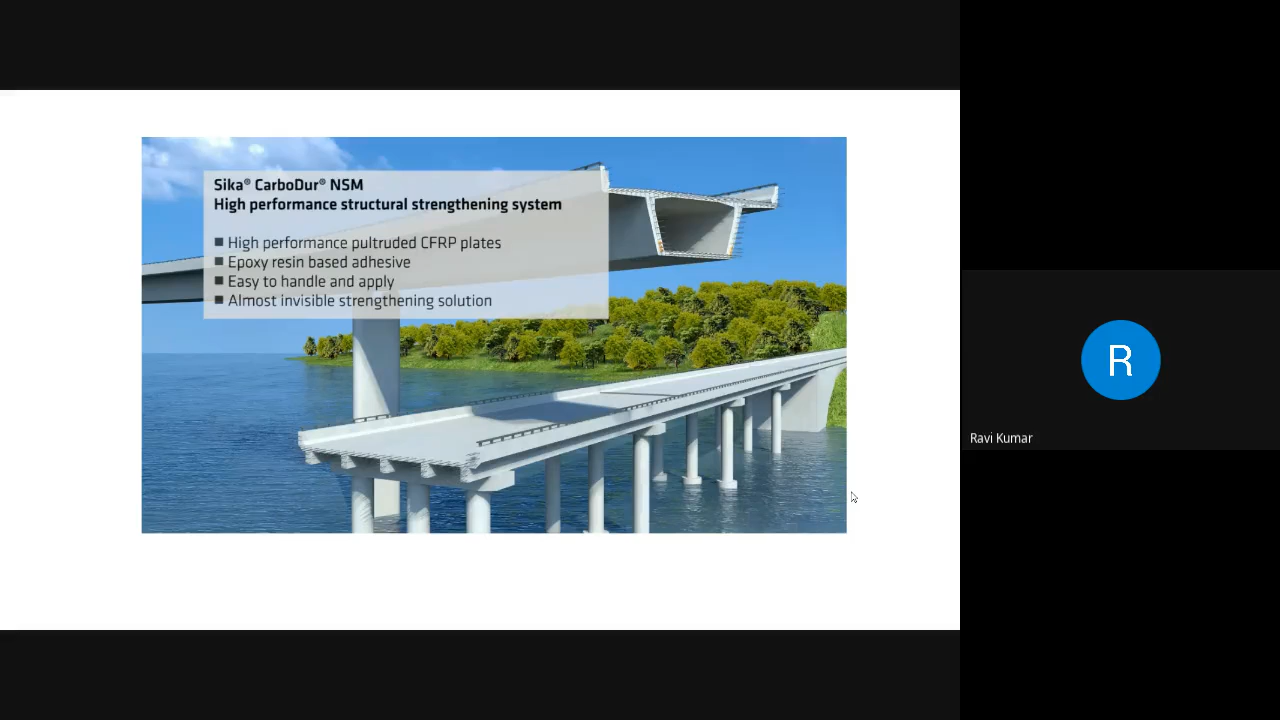 Sika® CarboDur® NSM
High performance structural strengthening system
■ High performance pultruded CFRP plates
■ Epoxy resin based adhesive
■ Easy to handle and apply
■ Almost invisible strengthening solution
R
Ravi Kumar